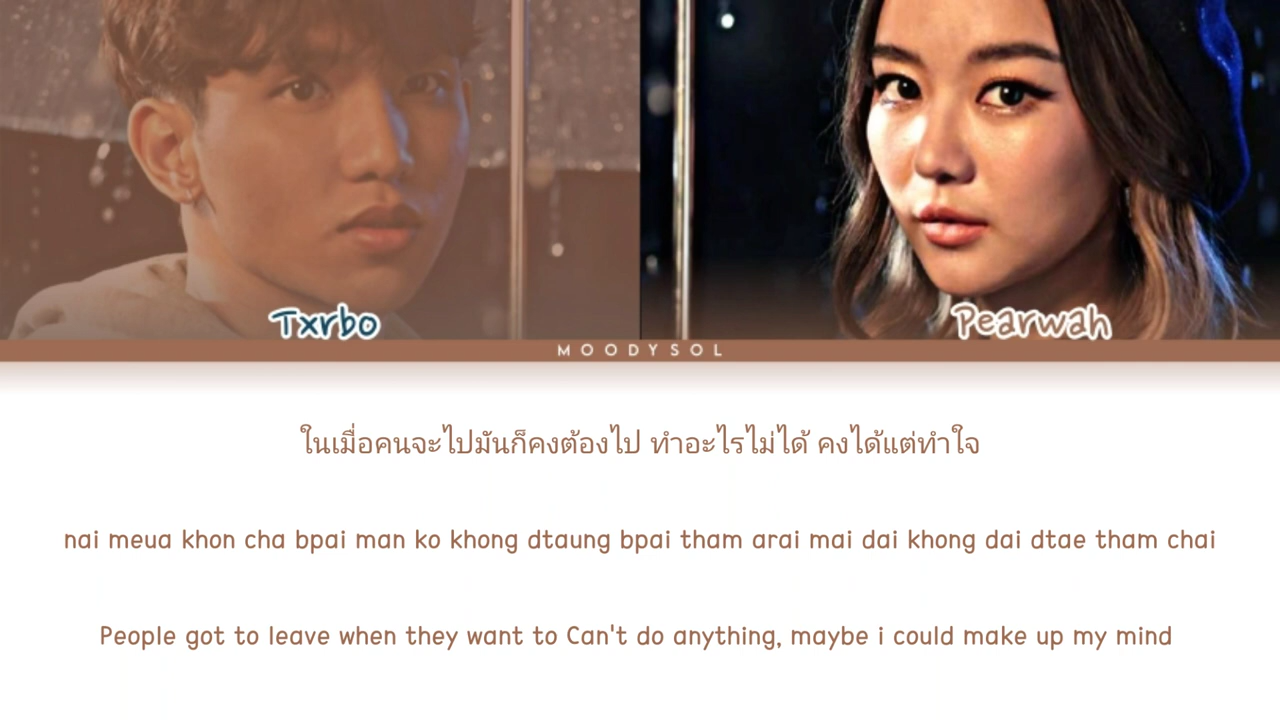 Txrbo
Pearwah
MOODYSOL
ในเมื่อคนจะไปมันก็คงต้องไป ทำอะไรไม่ได้ คงได้แต่ทำใจ
nai meua khon cha bpai man ko khong dtaung bpai tham arai mai dai khong dai dtae tham chai
People got to leave when they want to Can't do anything, maybe i could make up my mind